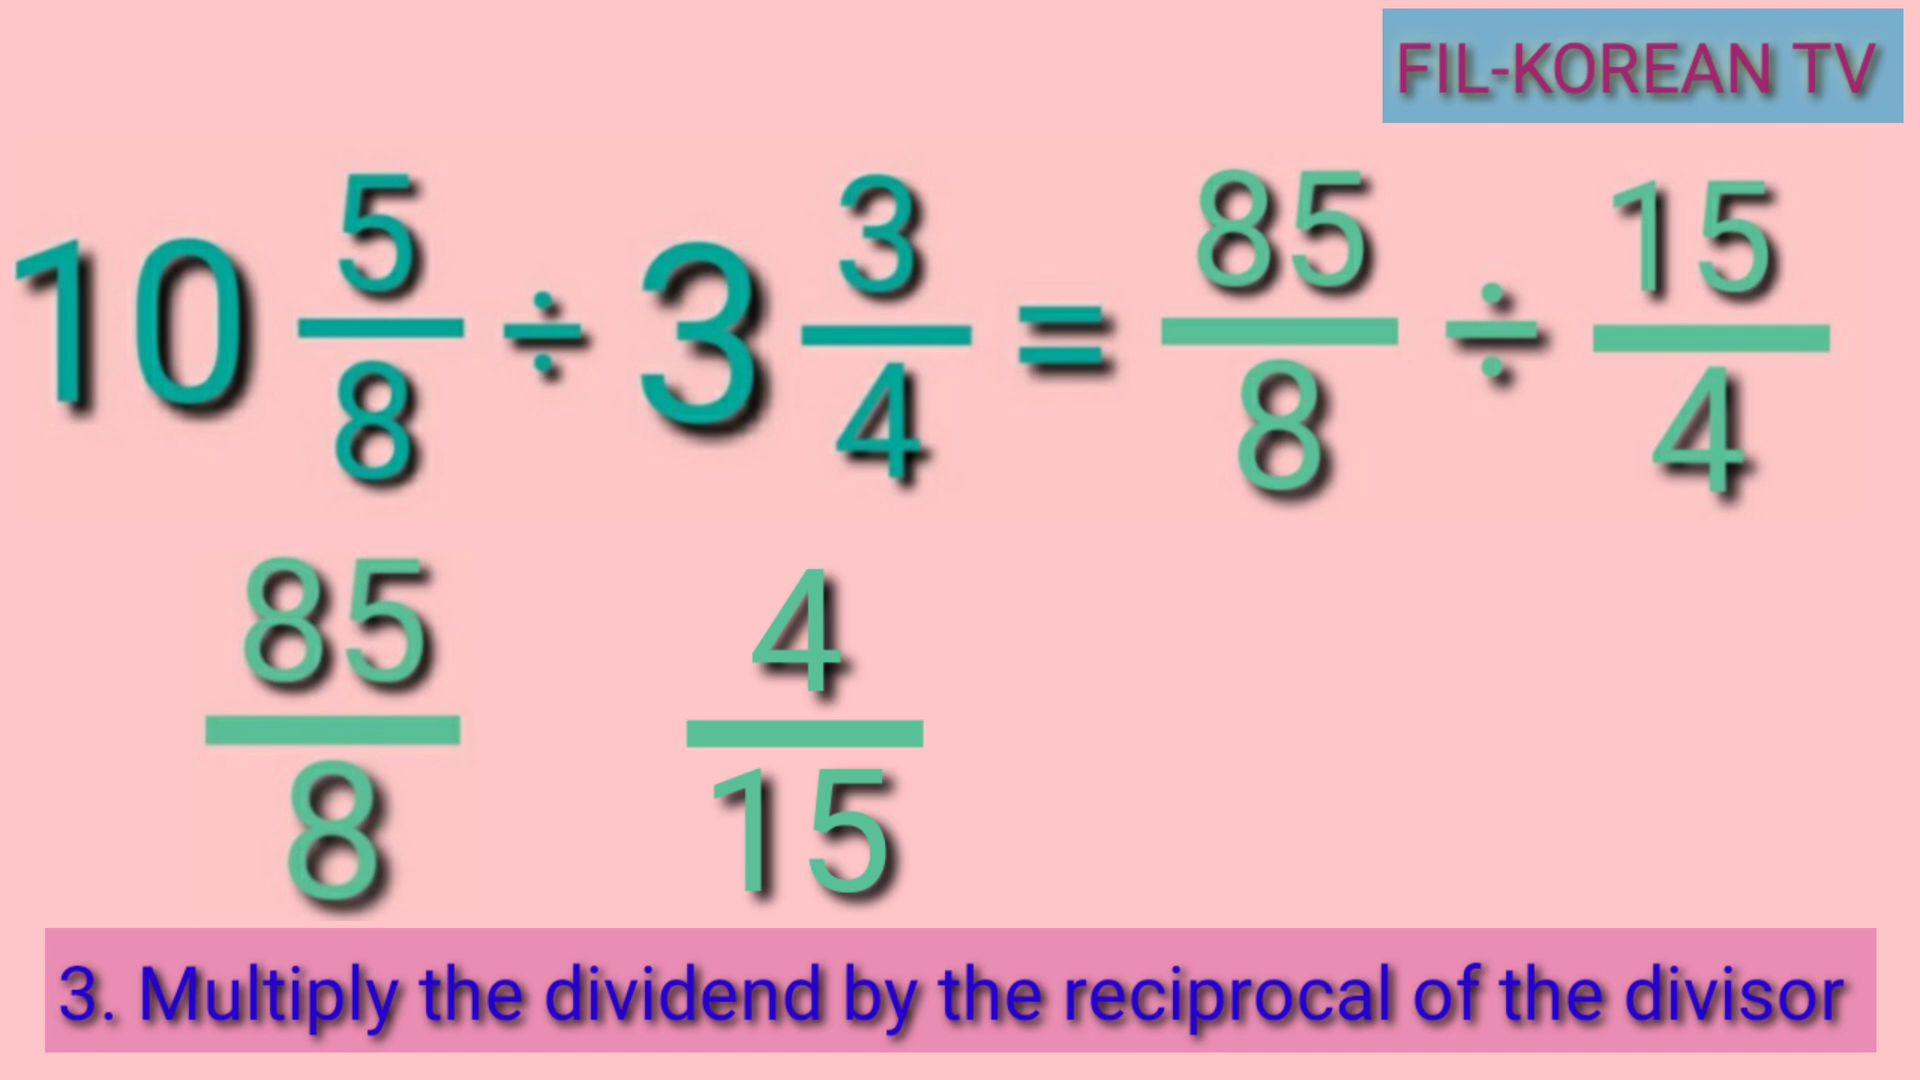 FIL-KOREAN TV
10 5/8 ÷ 3 3/4 = 85/8 ÷ 15/4
85/8 4/15
3. Multiply the dividend by the reciprocal of the divisor